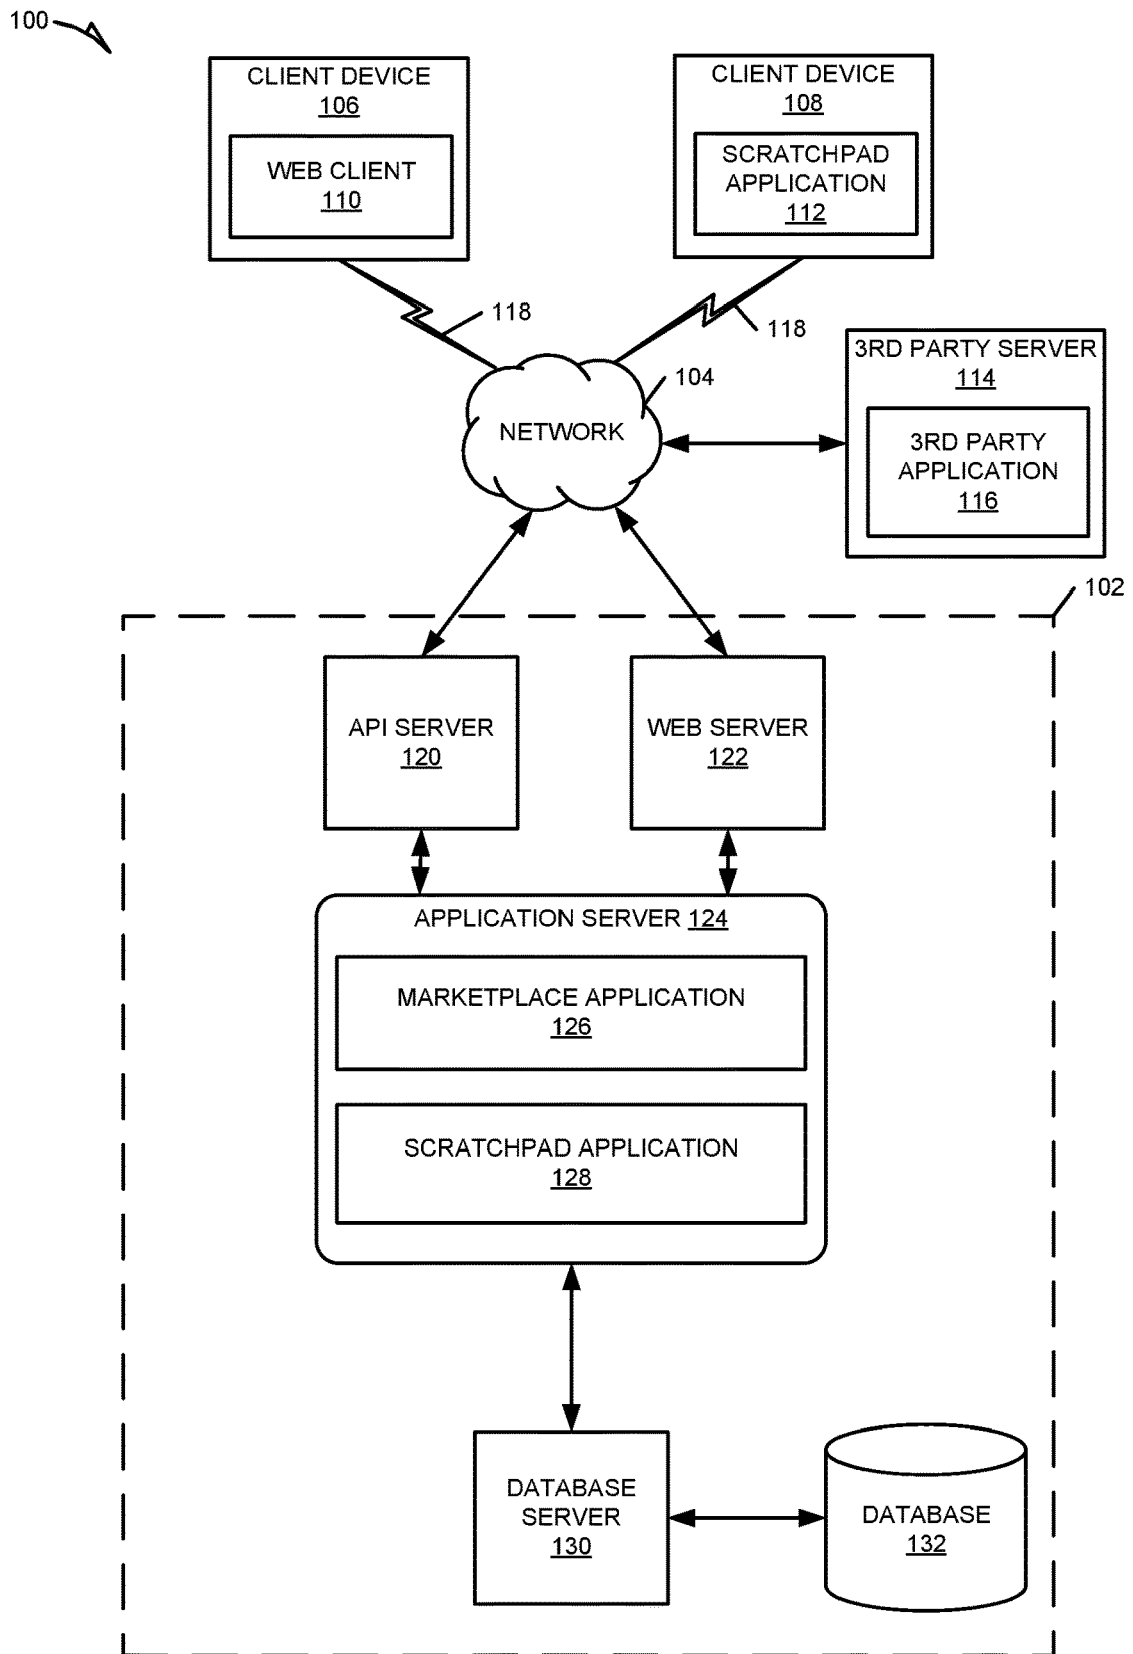 100
CLIENT DEVICE
106
WEB CLIENT
110
CLIENT DEVICE
108
SCRATCHPAD
APPLICATION
112
118
118
3RD PARTY SERVER
114
3RD PARTY
APPLICATION
116
104
NETWORK
102
API SERVER
120
WEB SERVER
122
APPLICATION SERVER 124
MARKETPLACE APPLICATION
126
SCRATCHPAD APPLICATION
128
DATABASE
SERVER
130
DATABASE
132